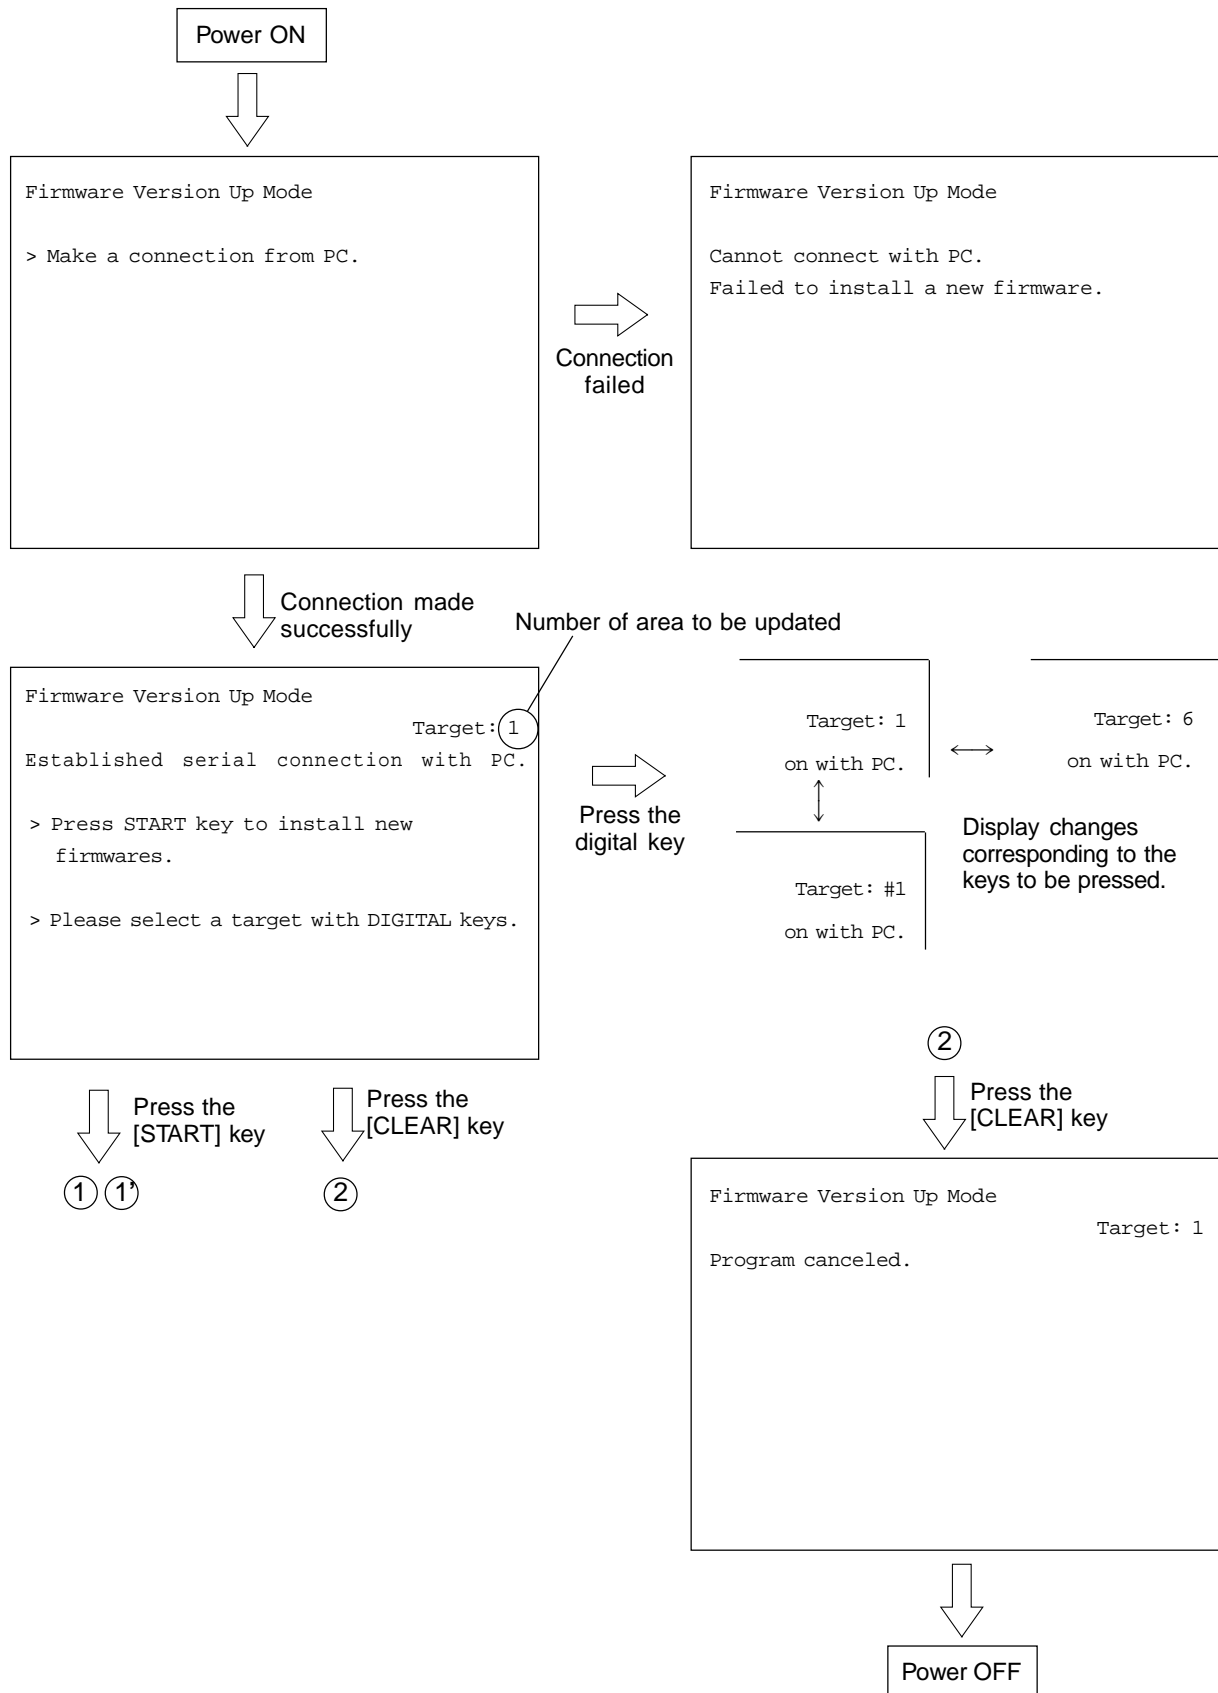 Power ON
Firmware Version Up Mode
> Make a connection from PC.
Connection
failed
Firmware Version Up Mode
Cannot connect with PC.
Failed to install a new firmware.
Connection made
successfully
Number of area to be updated
Firmware Version Up Mode
Target: 1
Established serial connection with PC.
> Press START key to install new
firmwares.
> Please select a target with DIGITAL keys.
Press the
digital key
Target: 1
on with PC.
Target: 6
on with PC.
Target: #1
on with PC.
Display changes
corresponding to the
keys to be pressed.
Press the
[START] key
1 1’
Press the
[CLEAR] key
2
2
Press the
[CLEAR] key
Firmware Version Up Mode
Target: 1
Program canceled.
Power OFF